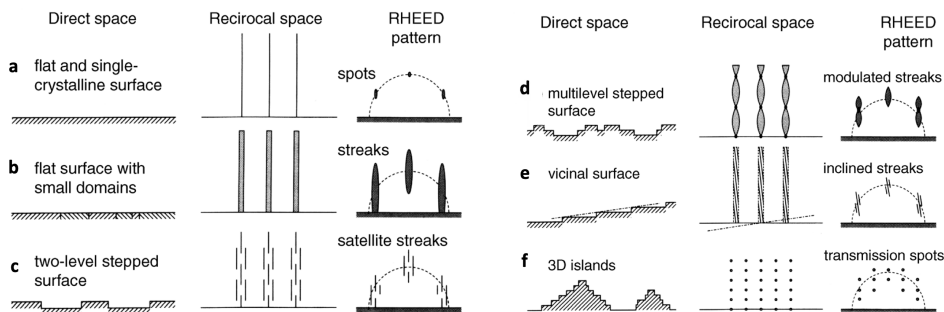 Direct space
Recirocal space
RHEED
pattern
a
flat and single-
crystalline surface
spots
b
flat surface with
small domains
streaks
c
two-level stepped
surface
satellite streaks
Direct space
Recirocal space
RHEED
pattern
d
multilevel stepped
surface
modulated streaks
e
vicinal surface
inclined streaks
f
3D islands
transmission spots